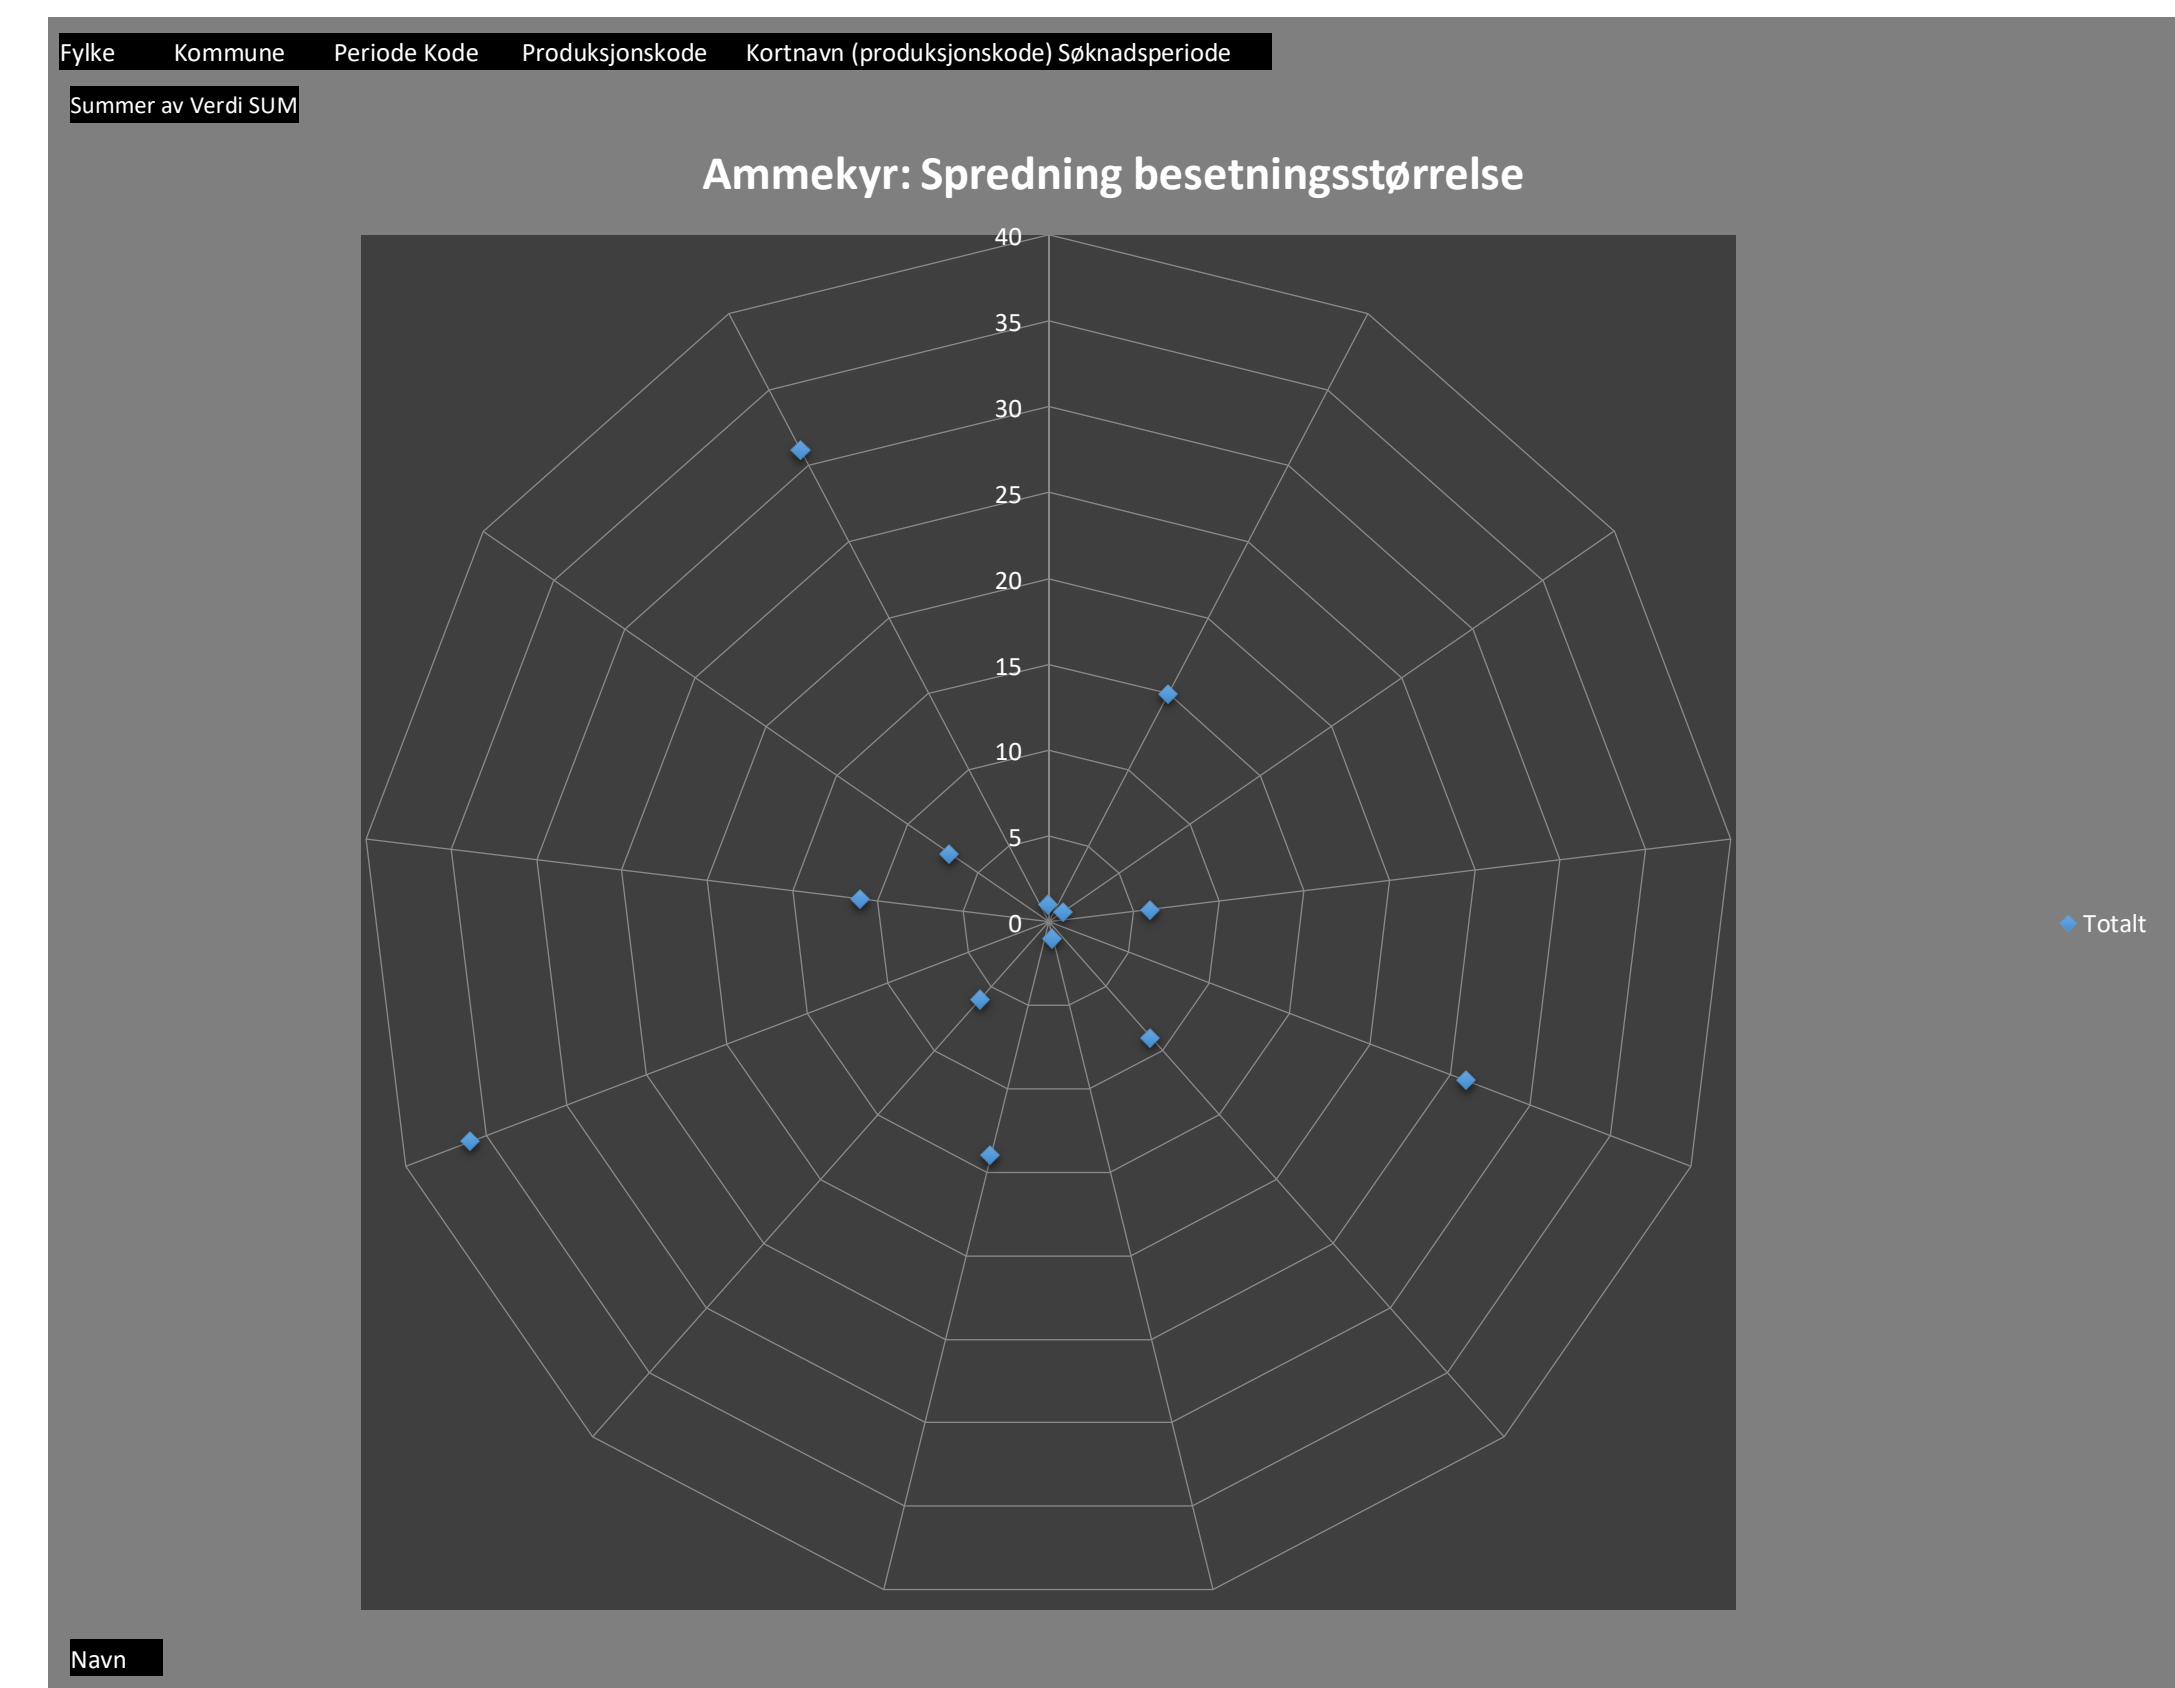 Fylke Kommune Periode Kode Produksjonskode Kortnavn (produksjonskode) Søknadsperiode
Summer av Verdi SUM
Ammekyr: Spredning besetningsstørrelse
40
35
30
25
20
15
10
5
0
Totalt
Navn